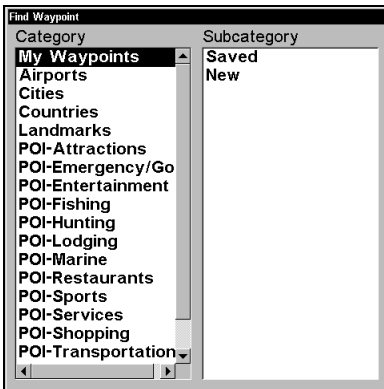 Find Waypoint
Category
Subcategory
My Waypoints
Airports
Cities
Countries
Landmarks
POI-Attractions
POI-Emergency/Go
POI-Entertainment
POI-Fishing
POI-Hunting
POI-Lodging
POI-Marine
POI-Restaurants
POI-Sports
POI-Services
POI-Shopping
POI-Transportation
Saved
New